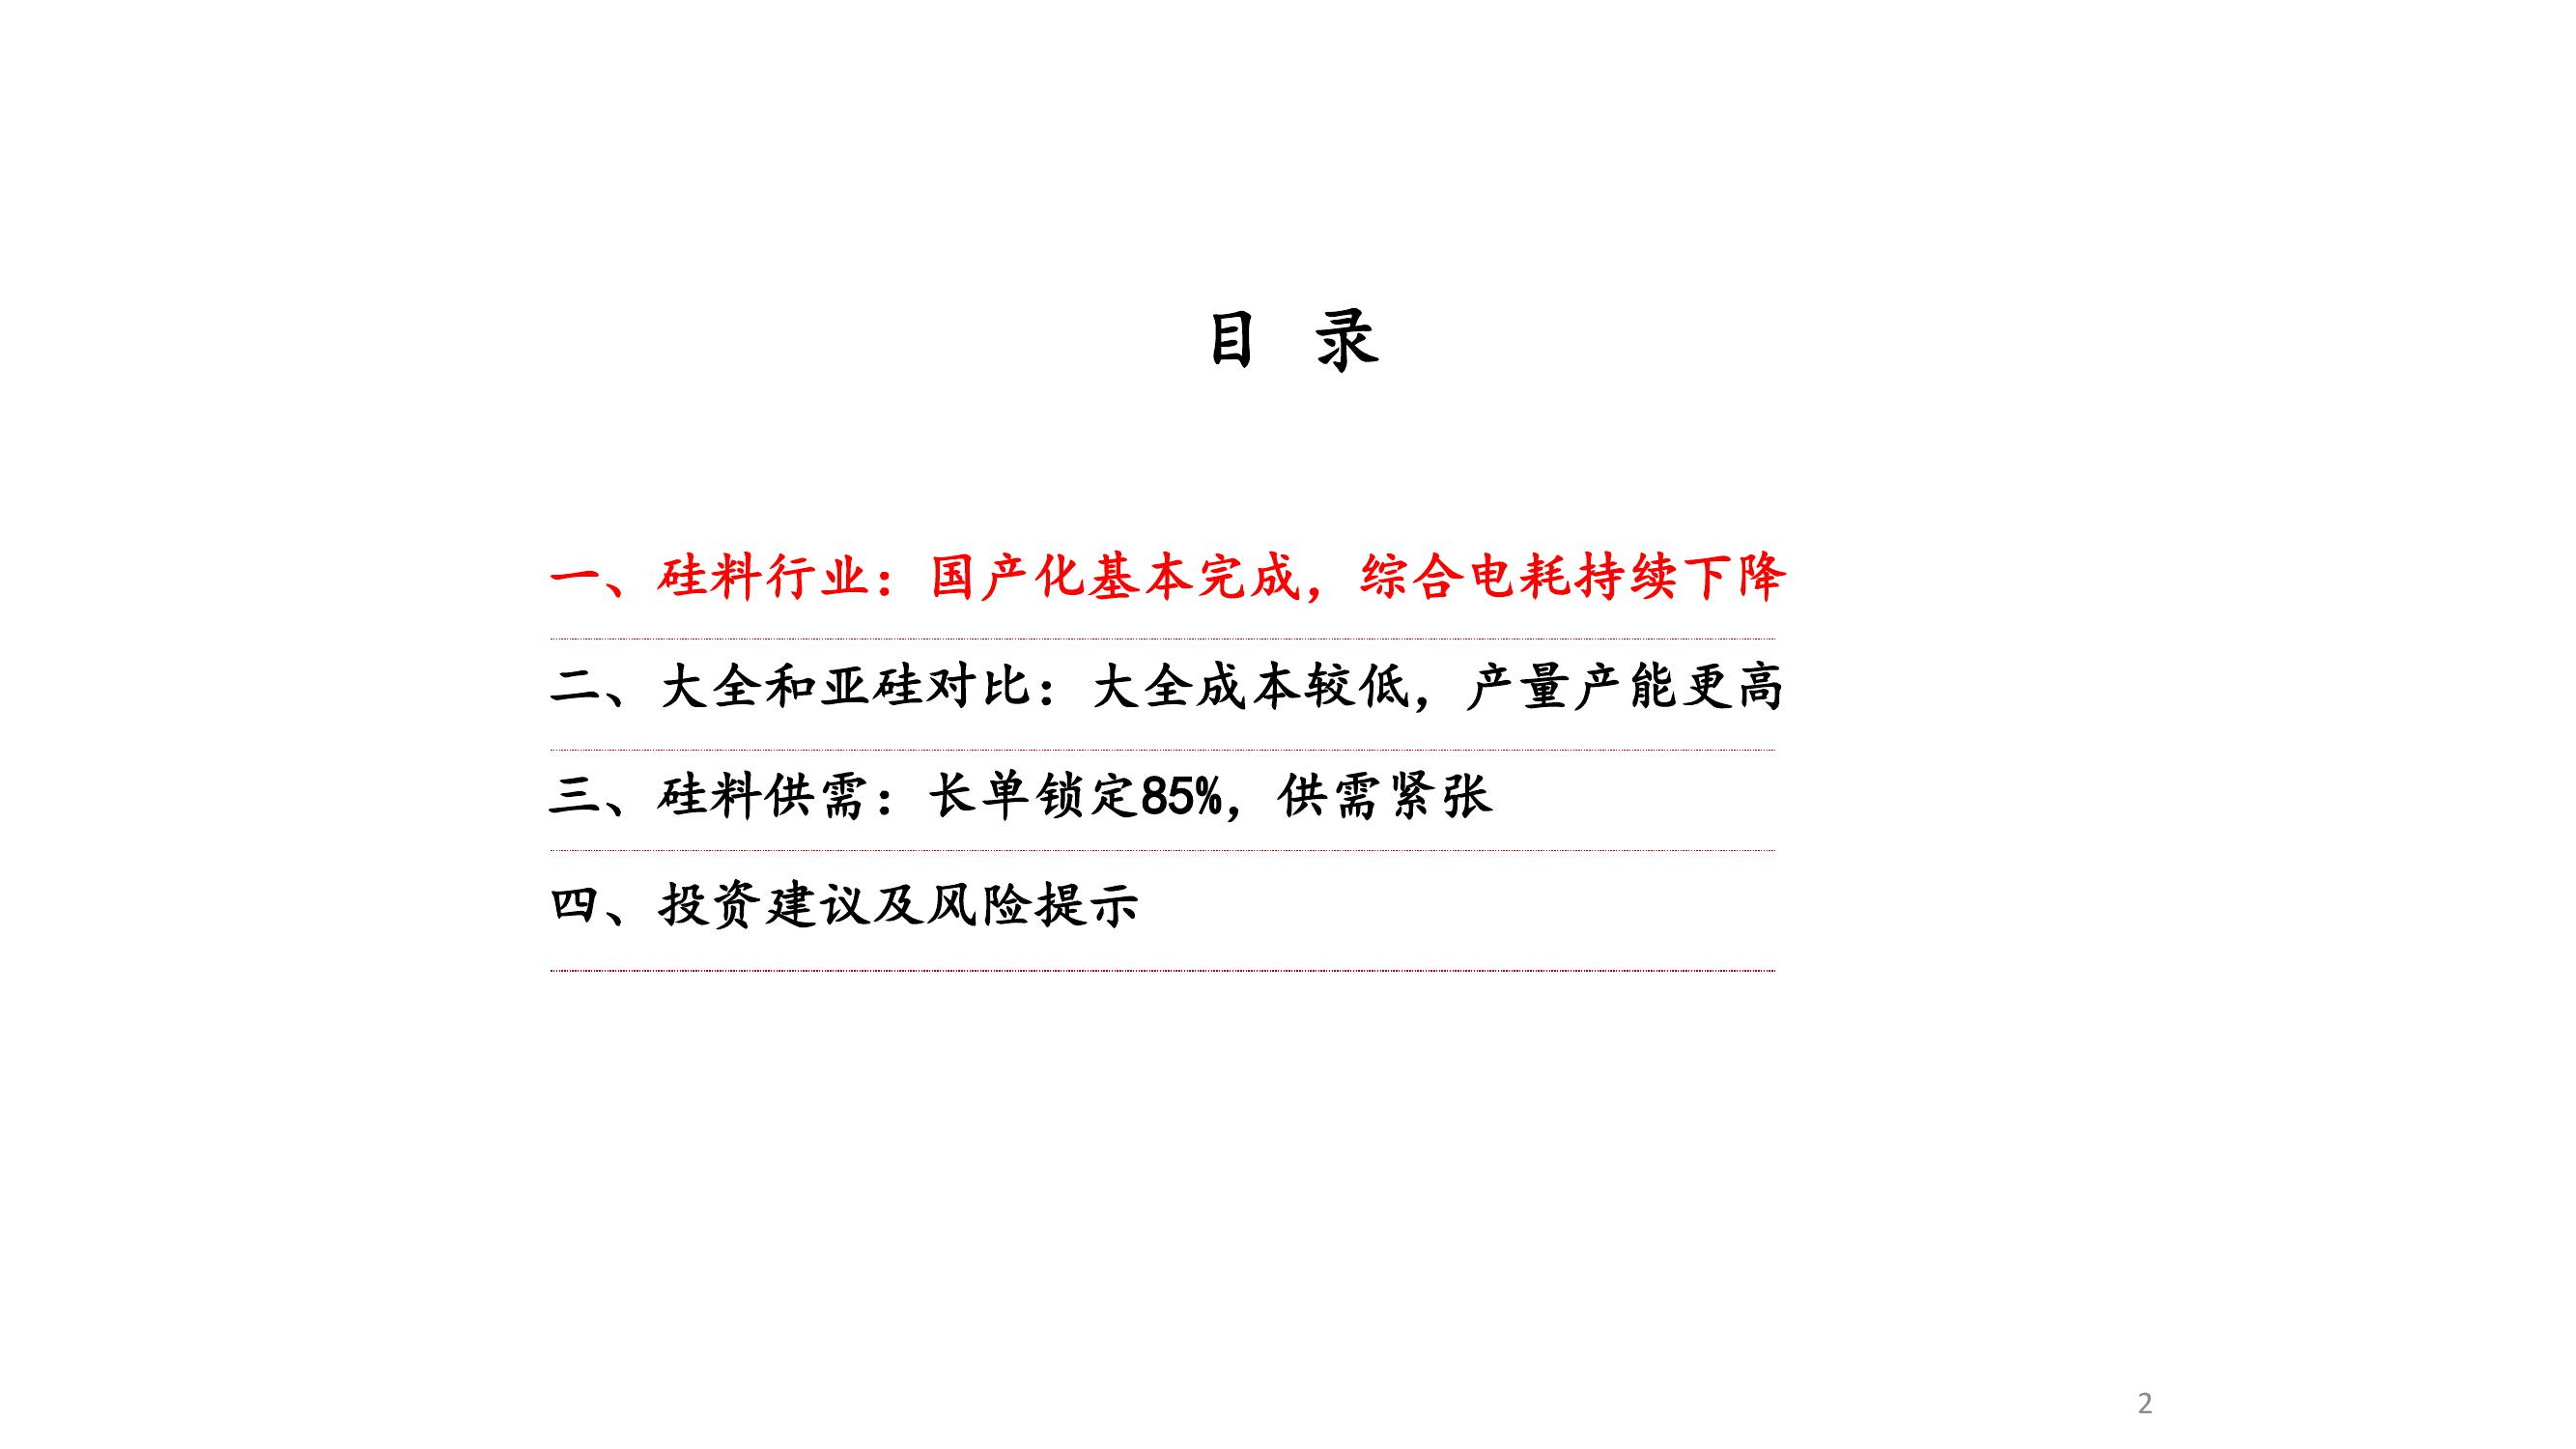 目 录
一、硅料行业：国产化基本完成，综合电耗持续下降
二、大全和亚硅对比：大全成本较低，产量产能更高
三、硅料供需：长单锁定85%，供需紧张
四、投资建议及风险提示
2